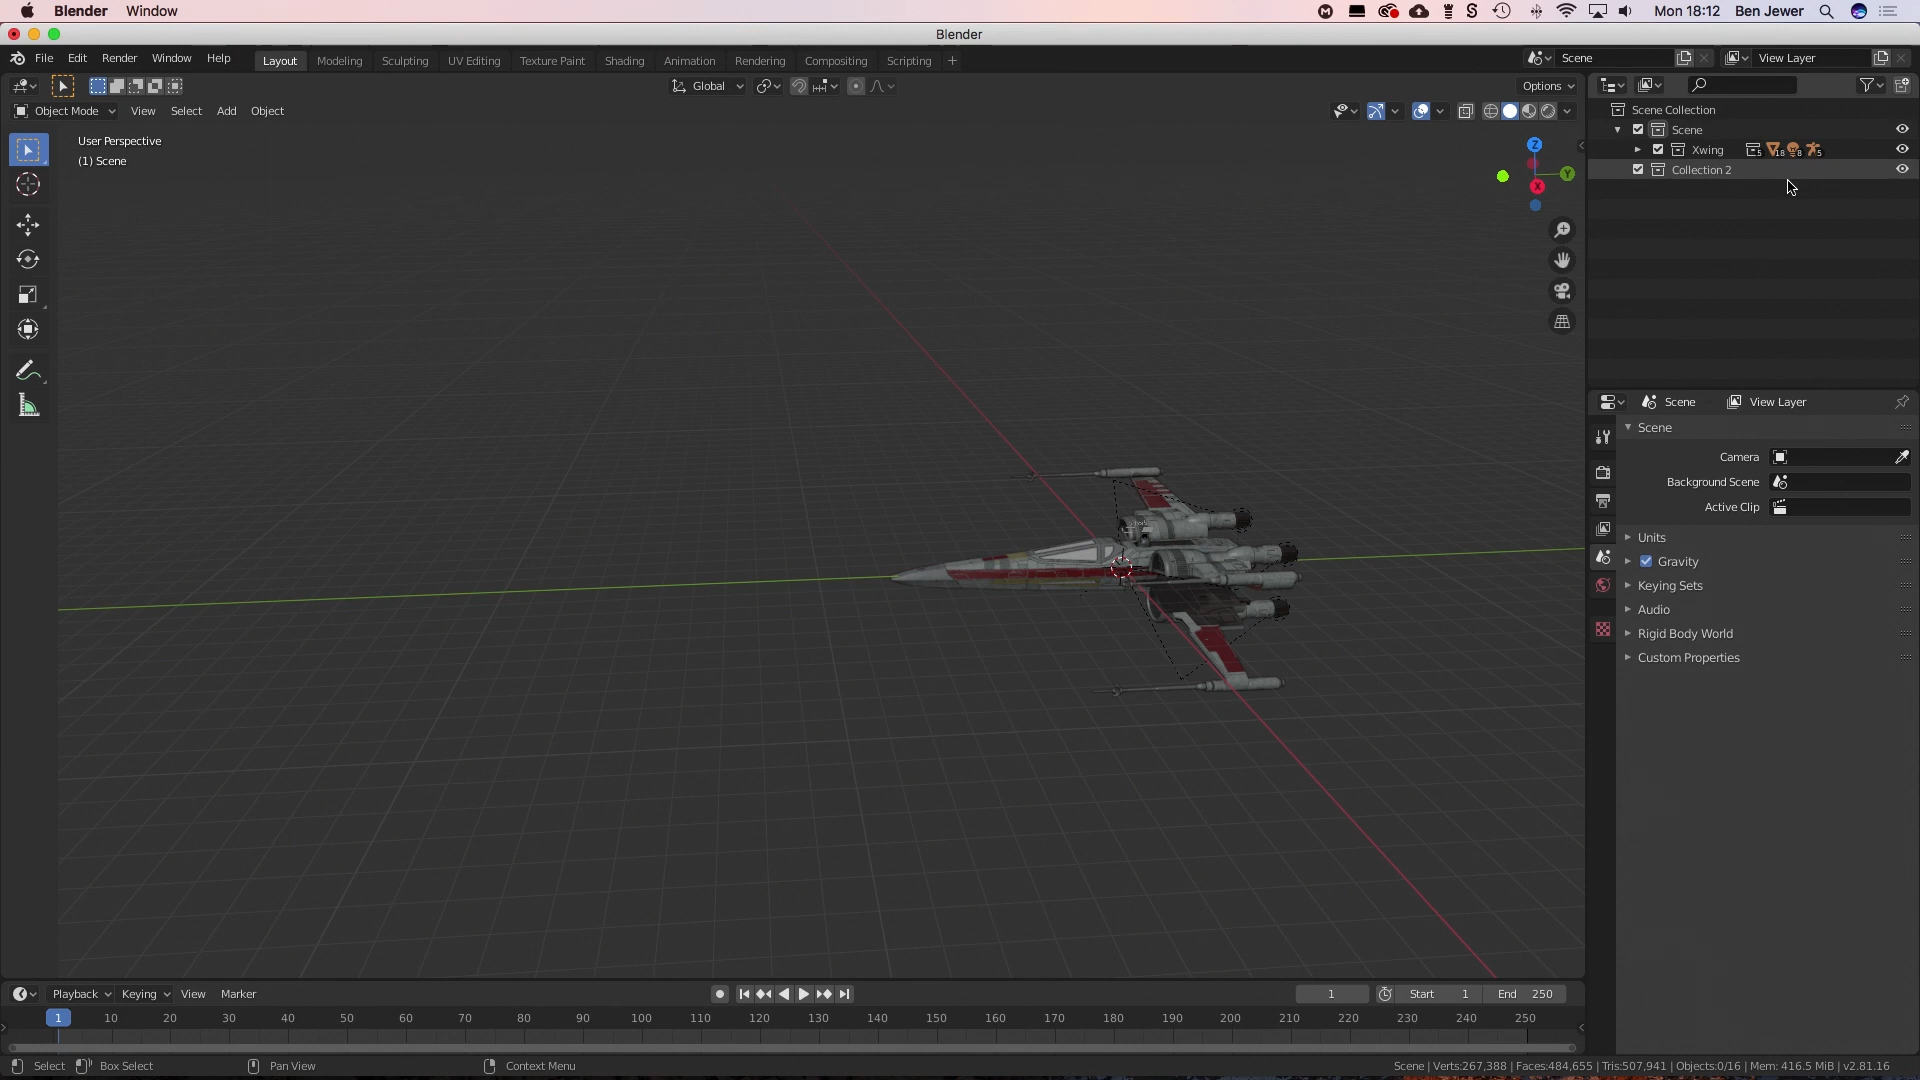 Blender Window Mon 18:12 Ben Jewer
Blender
File Edit Render Window Help Layout Modeling Sculpting UV Editing Texture Paint Shading Animation Rendering Compositing Scripting + Scene View Layer
Global Options
Object Mode View Select Add Object
User Perspective
(1) Scene
Z
Y
X
Scene Collection
Scene
Xwing 5 18 8 5
Collection 2
Scene View Layer
Scene
Camera
Background Scene
Active Clip
Units
Gravity
Keying Sets
Audio
Rigid Body World
Custom Properties
Playback Keying View Marker 1 Start 1 End 250
1 10 20 30 40 50 60 70 80 90 100 110 120 130 140 150 160 170 180 190 200 210 220 230 240 250
Select Box Select Pan View Context Menu Scene | Verts:267,388 | Faces:484,655 | Tris:507,941 | Objects:0/16 | Mem: 416.5 MiB | v2.81.16